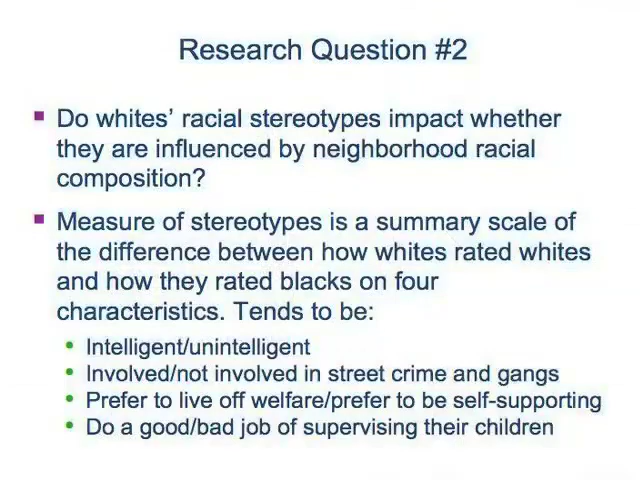 Research Question #2
Do whites' racial stereotypes impact whether
they are influenced by neighborhood racial
composition?
Measure of stereotypes is a summary scale of
the difference between how whites rated whites
and how they rated blacks on four
characteristics. Tends to be:
Intelligent/unintelligent
Involved/not involved in street crime and gangs
Prefer to live off welfare/prefer to be self-supporting
Do a good/bad job of supervising their children